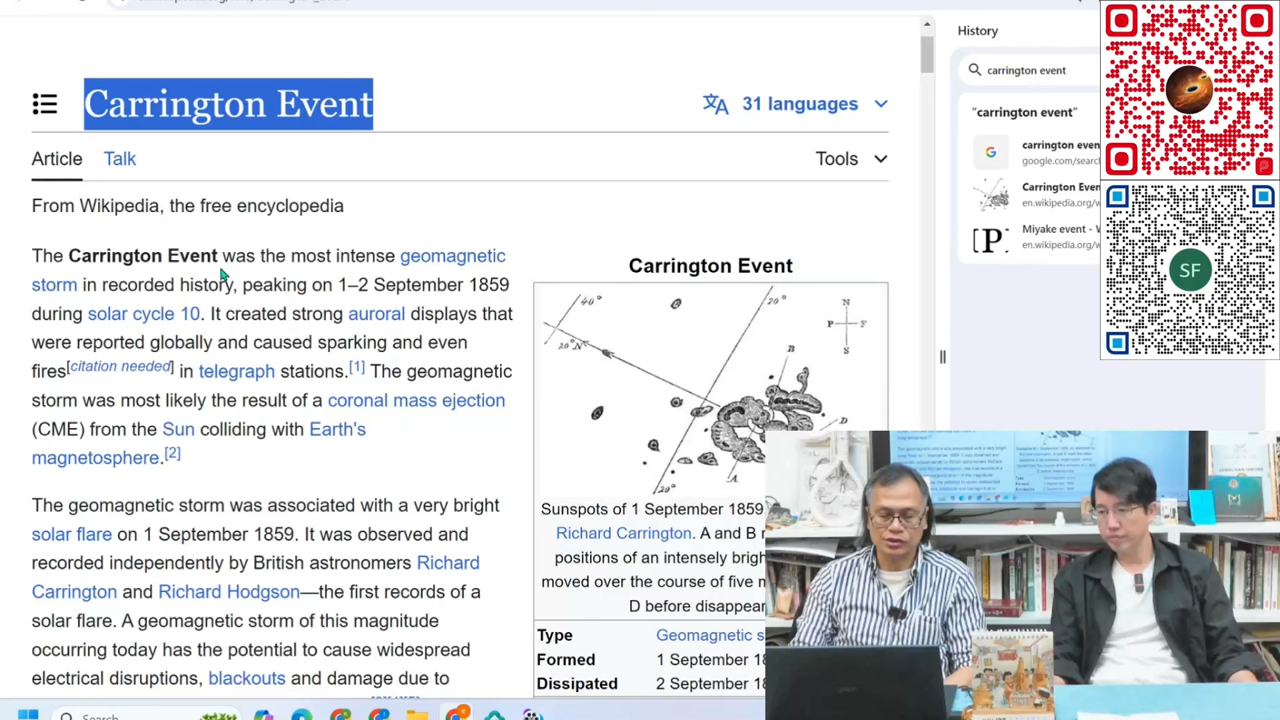 Carrington Event
31 languages
Article
Talk
Tools
From Wikipedia, the free encyclopedia
The Carrington Event was the most intense geomagnetic
storm in recorded history, peaking on 1–2 September 1859
during solar cycle 10. It created strong auroral displays that
were reported globally and caused sparking and even
fires[citation needed] in telegraph stations.[1] The geomagnetic
storm was most likely the result of a coronal mass ejection
(CME) from the Sun colliding with Earth's
magnetosphere.[2]
The geomagnetic storm was associated with a very bright
solar flare on 1 September 1859. It was observed and
recorded independently by British astronomers Richard
Carrington and Richard Hodgson—the first records of a
solar flare. A geomagnetic storm of this magnitude
occurring today has the potential to cause widespread
electrical disruptions, blackouts and damage due to
Carrington Event
40°
20°
N
P
F
S
20°N
B
D
A
20°
Sunspots of 1 September 1859
Richard Carrington. A and B m
positions of an intensely brigh
moved over the course of five m
D before disappear
Type
Geomagnetic s
Formed
1 September 18
Dissipated
2 September 18
History
carrington event
"carrington event"
carrington even
google.com/search
Carrington Eve
en.wikipedia.org/w
[P]
Miyake event - W
en.wikipedia.org/w
SF
Search